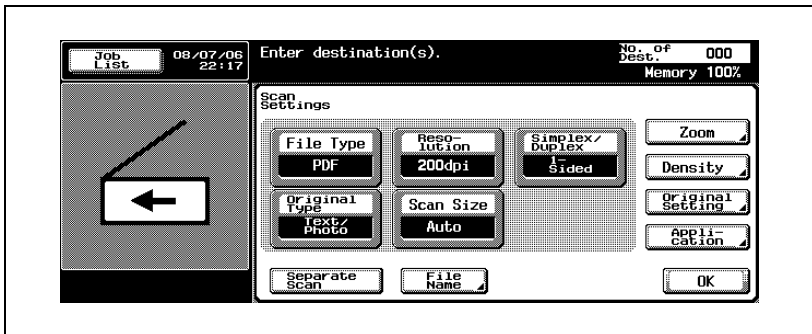 Job
List
08/07/06
22:17
Enter destination(s).
No. of
Dest.
000
Memory 100%
Scan
Settings
File Type
PDF
Reso-
lution
200dpi
Simplex/
Duplex
1-
Sided
Zoom
Density
Original
Type
Text/
Photo
Scan Size
Auto
Original
Setting
Appli-
cation
Separate
Scan
File
Name
OK